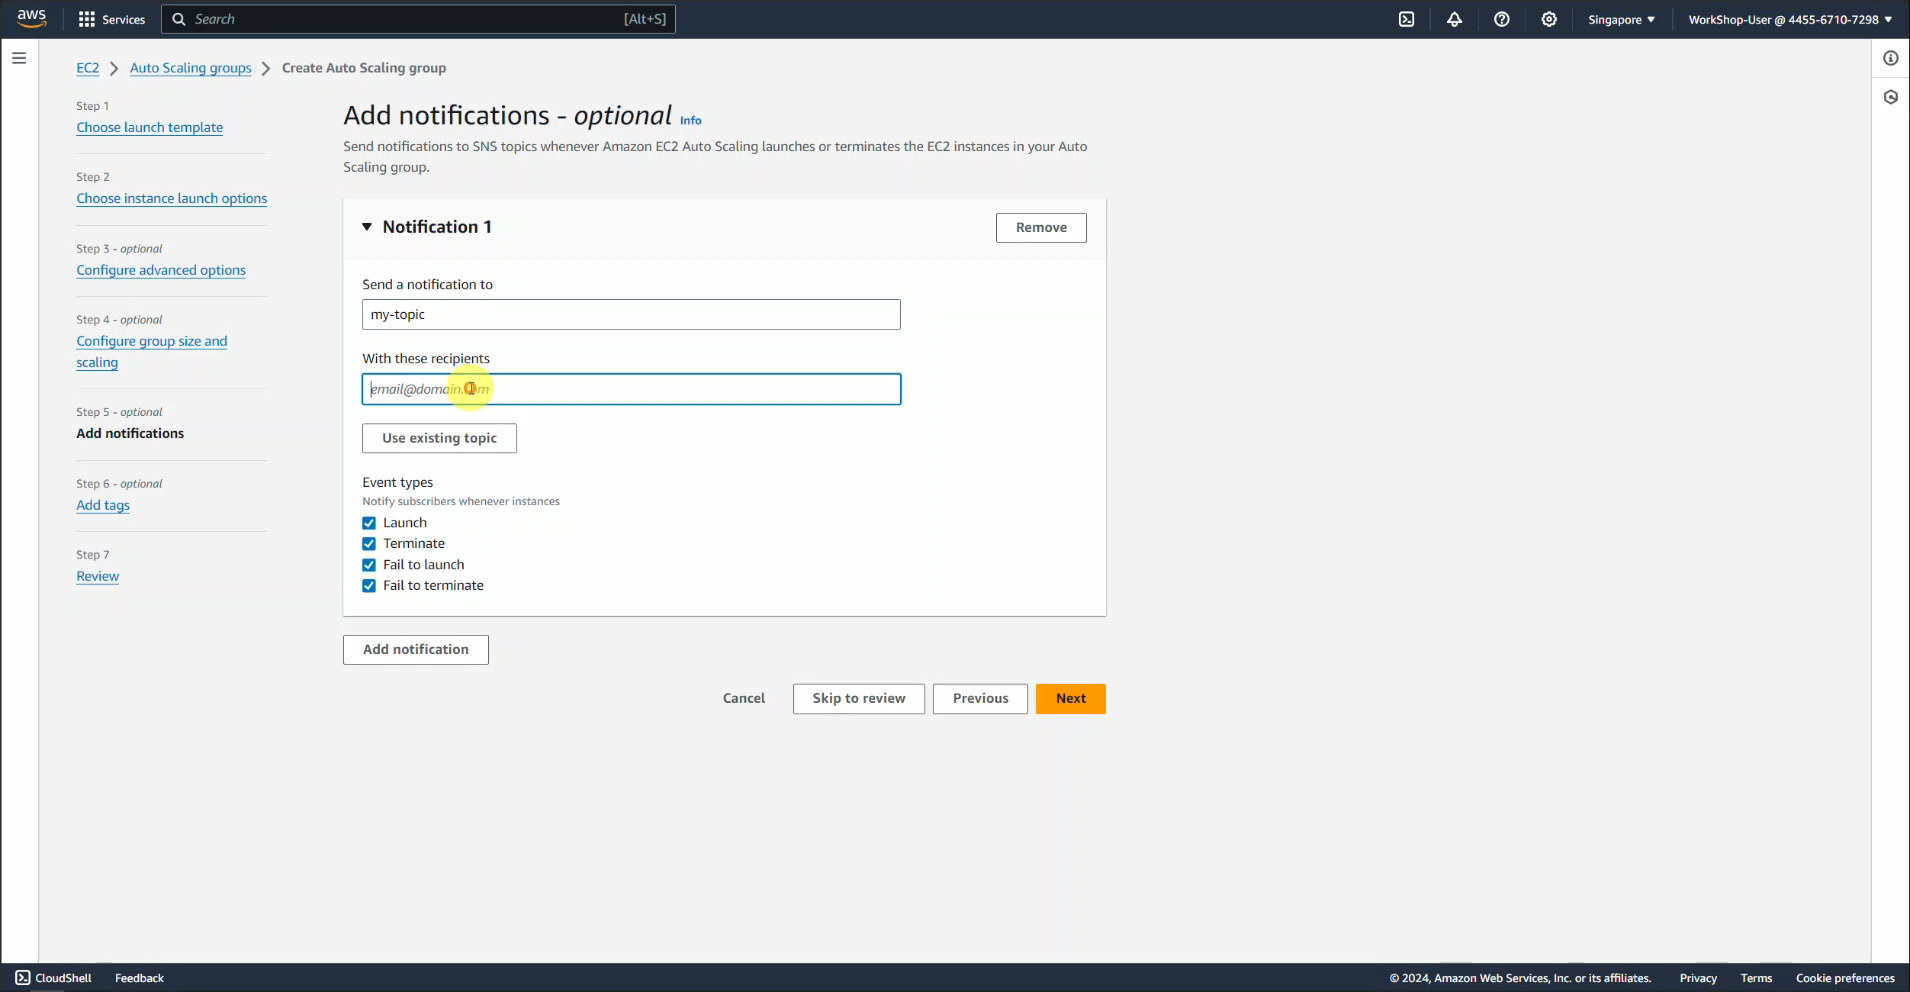 aws
Services
Search
[Alt+S]
Singapore
WorkShop-User @ 4455-6710-7298
EC2
Auto Scaling groups
Create Auto Scaling group
Step 1
Choose launch template
Step 2
Choose instance launch options
Step 3 - optional
Configure advanced options
Step 4 - optional
Configure group size and
scaling
Step 5 - optional
Add notifications
Step 6 - optional
Add tags
Step 7
Review
Add notifications - optional Info
Send notifications to SNS topics whenever Amazon EC2 Auto Scaling launches or terminates the EC2 instances in your Auto
Scaling group.
Notification 1
Remove
Send a notification to
my-topic
With these recipients
email@domain.com
Use existing topic
Event types
Notify subscribers whenever instances
Launch
Terminate
Fail to launch
Fail to terminate
Add notification
Cancel
Skip to review
Previous
Next
CloudShell
Feedback
© 2024, Amazon Web Services, Inc. or its affiliates.
Privacy
Terms
Cookie preferences